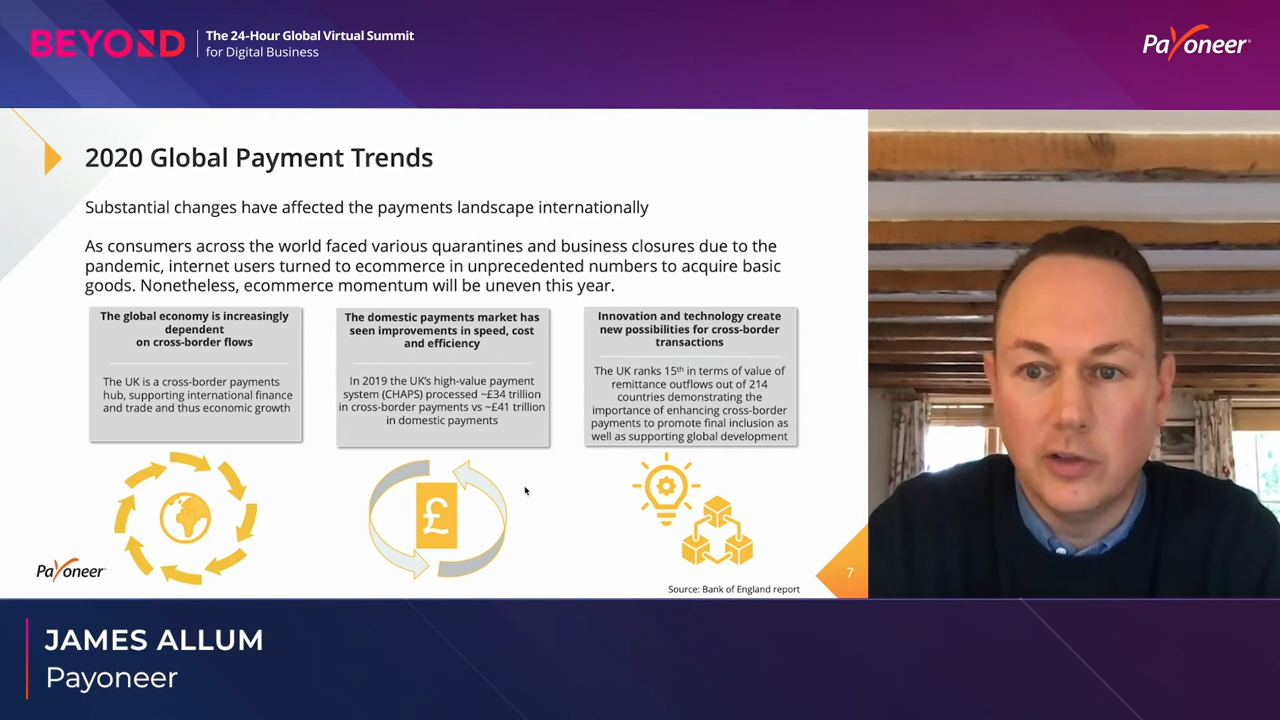 BEYOND
The 24-Hour Global Virtual Summit
for Digital Business
Payoneer®
2020 Global Payment Trends
Substantial changes have affected the payments landscape internationally
As consumers across the world faced various quarantines and business closures due to the
pandemic, internet users turned to ecommerce in unprecedented numbers to acquire basic
goods. Nonetheless, ecommerce momentum will be uneven this year.
The global economy is increasingly
dependent
on cross-border flows
The UK is a cross-border payments
hub, supporting international finance
and trade and thus economic growth
The domestic payments market has
seen improvements in speed, cost
and efficiency
In 2019 the UK's high-value payment
system (CHAPS) processed ~£34 trillion
in cross-border payments vs ~£41 trillion
in domestic payments
Innovation and technology create
new possibilities for cross-border
transactions
The UK ranks 15th in terms of value of
remittance outflows out of 214
countries demonstrating the
importance of enhancing cross-border
payments to promote final inclusion as
well as supporting global development
£
Payoneer
7
Source: Bank of England report
JAMES ALLUM
Payoneer